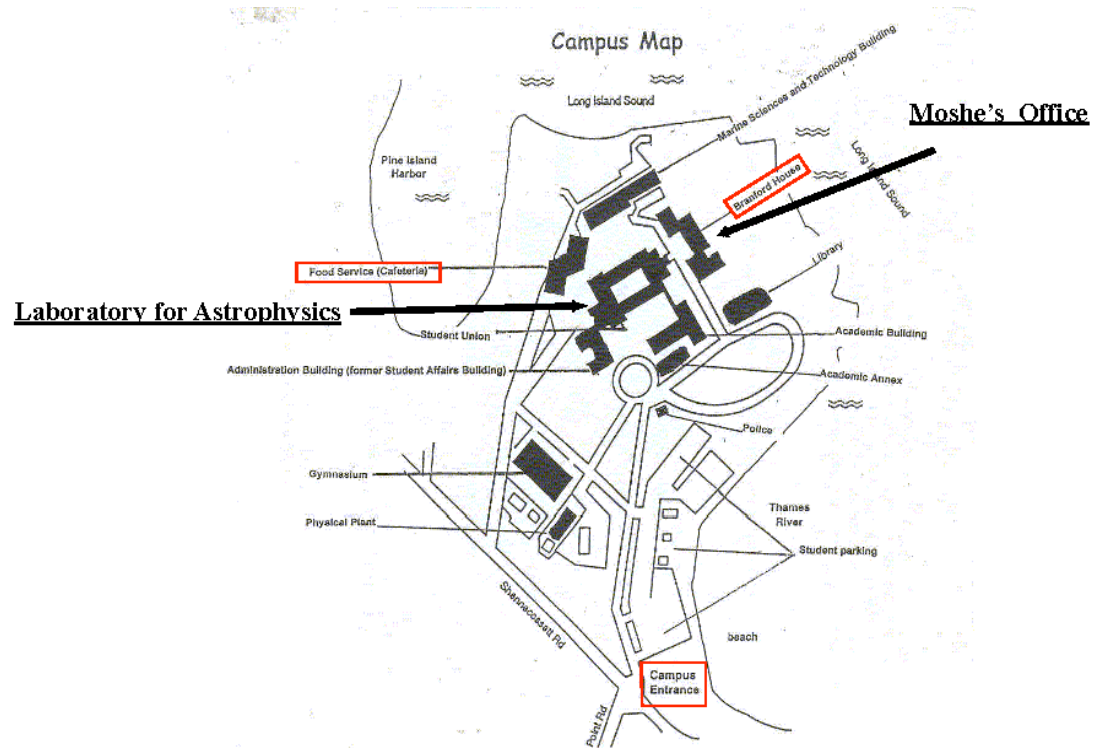 Campus Map
Marine Sciences and Technology Building
Long Island Sound
Moshe's Office
Pine Island
Harbor
Long Island
Sound
Branford House
Library
Food Service (Cafeteria)
Laboratory for Astrophysics
Student Union
Academic Building
Administration Building (former Student Affairs Building)
Academic Annex
Police
Gymnasium
Thames
River
Physical Plant
Student parking
Shennecossett Rd
beach
Campus
Entrance
Point Rd